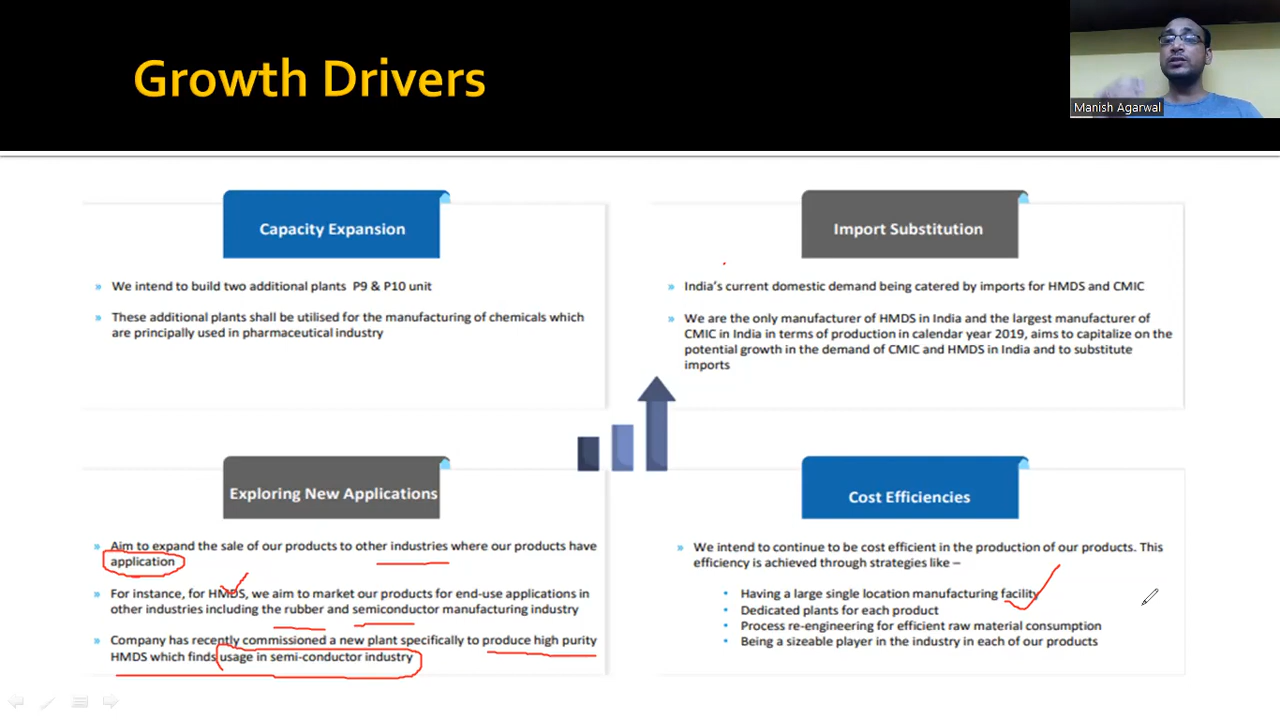 Growth Drivers
Manish Agarwal
Capacity Expansion
» We intend to build two additional plants P9 & P10 unit
» These additional plants shall be utilised for the manufacturing of chemicals which
are principally used in pharmaceutical industry
Import Substitution
» India's current domestic demand being catered by imports for HMDS and CMIC
» We are the only manufacturer of HMDS in India and the largest manufacturer of
CMIC in India in terms of production in calendar year 2019, aims to capitalize on the
potential growth in the demand of CMIC and HMDS in India and to substitute
imports
Exploring New Applications
» Aim to expand the sale of our products to other industries where our products have
application
» For instance, for HMDS, we aim to market our products for end-use applications in
other industries including the rubber and semiconductor manufacturing industry
» Company has recently commissioned a new plant specifically to produce high purity
HMDS which finds usage in semi-conductor industry
Cost Efficiencies
» We intend to continue to be cost efficient in the production of our products. This
efficiency is achieved through strategies like –
• Having a large single location manufacturing facility
• Dedicated plants for each product
• Process re-engineering for efficient raw material consumption
• Being a sizeable player in the industry in each of our products